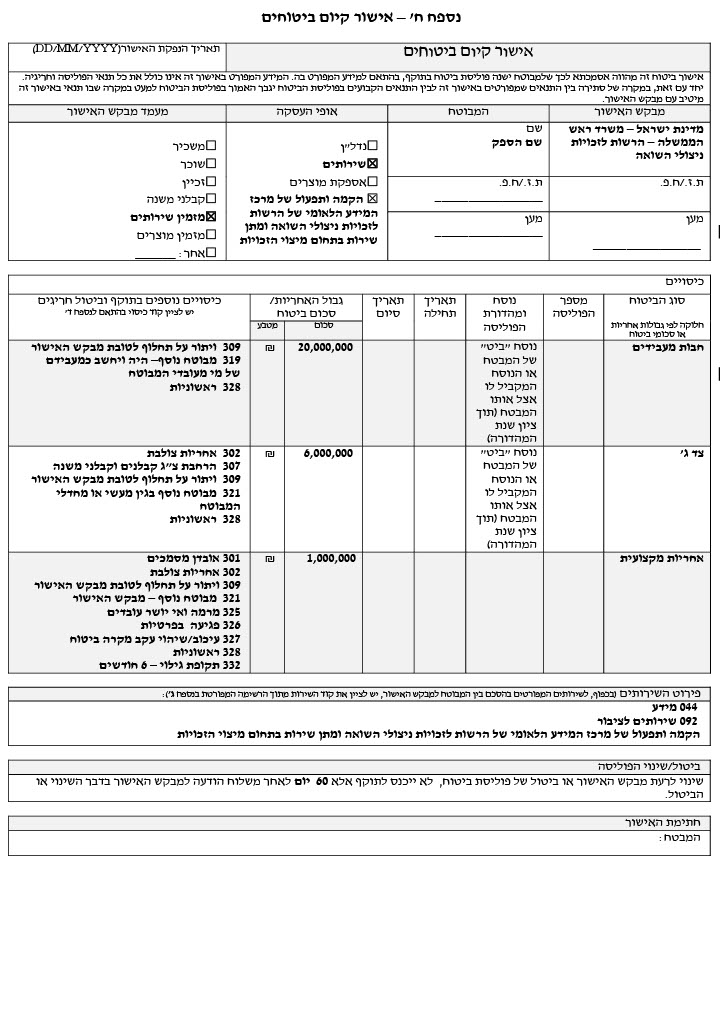 נספח ח׳ – אישור קיום ביטוחים
אישור קיום ביטוחים
תאריך הנפקת האישור(DD/MM/YYYY)
אישור ביטוח זה מהווה אסמכתא לכך שלמבוטח ישנה פוליסת ביטוח בתוקף, בהתאם למידע המפורט בה. המידע המפורט באישור זה אינו כולל את כל תנאי הפוליסה וחריגיה.
יחד עם זאת, במקרה של סתירה בין התנאים שמפורטים באישור זה לבין התנאים הקבועים בפוליסת הביטוח יגבר האמור בפוליסת הביטוח למעט במקרה שבו תנאי באישור זה
מיטיב עם מבקש האישור.
מבקש האישור
המבוטח
אופי העסקה
מעמד מבקש האישור
מדינת ישראל – משרד ראש
הממשלה – הרשות לזכויות
ניצולי השואה
ת.ז./ח.פ.
מען
____________________
שם
שם הספק
ת.ז./ח.פ.
____________________
מען
____________________
☐נדל״ן
☒שירותים
☐אספקת מוצרים
☒ הקמה ותפעול של מרכז
המידע הלאומי של הרשות
לזכויות ניצולי השואה ומתן
שירות בתחום מיצוי הזכויות
☐משכיר
☐שוכר
☐זכיין
☐קבלני משנה
☒מזמין שירותים
☐מזמין מוצרים
☐אחר: _______
כיסויים
סוג הביטוח
חלוקה לפי גבולות אחריות
או סכומי ביטוח
מספר
הפוליסה
נוסח
ומהדורת
הפוליסה
תאריך
תחילה
תאריך
סיום
גבול האחריות/
סכום ביטוח
סכום
מטבע
כיסויים נוספים בתוקף וביטול חריגים
יש לציין קוד כיסוי בהתאם לנספח ד׳
חבות מעבידים
נוסח ״ביט״
של המבטח
או הנוסח
המקביל לו
אצל אותו
המבטח (תוך
ציון שנת
המהדורה)
20,000,000
₪
309 ויתור על תחלוף לטובת מבקש האישור
319 מבוטח נוסף– היה וייחשב כמעבידם
של מי מעובדי המבוטח
328 ראשוניות
צד ג׳
נוסח ״ביט״
של המבטח
או הנוסח
המקביל לו
אצל אותו
המבטח (תוך
ציון שנת
המהדורה)
6,000,000
₪
302 אחריות צולבת
307 הרחבת צ״ג קבלנים וקבלני משנה
309 ויתור על תחלוף לטובת מבקש האישור
321 מבוטח נוסף בגין מעשי או מחדלי
המבוטח
328 ראשוניות
אחריות מקצועית
1,000,000
₪
301 אובדן מסמכים
302 אחריות צולבת
309 ויתור על תחלוף לטובת מבקש האישור
321 מבוטח נוסף – מבקש האישור
325 מרמה ואי יושר עובדים
326 פגיעה בפרטיות
327 עיכוב/שיהוי עקב מקרה ביטוח
328 ראשוניות
332 תקופת גילוי – 6 חודשים
פירוט השירותים (בכפוף, לשירותים המפורטים בהסכם בין המבוטח למבקש האישור, יש לציין את קוד השירות מתוך הרשימה המפורטת בנספח ג׳):
044 מידע
092 שירותים לציבור
הקמה ותפעול של מרכז המידע הלאומי של הרשות לזכויות ניצולי השואה ומתן שירות בתחום מיצוי הזכויות
ביטול/שינוי הפוליסה
שינוי לרעת מבקש האישור או ביטול של פוליסת ביטוח, לא ייכנס לתוקף אלא 60 יום לאחר משלוח הודעה למבקש האישור בדבר השינוי או
הביטול.
חתימת האישור
המבטח: